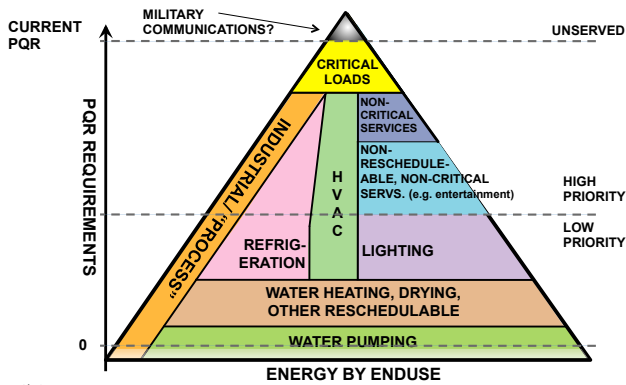 MILITARY
COMMUNICATIONS?
CURRENT
PQR
UNSERVED
CRITICAL
LOADS
NON-
CRITICAL
SERVICES
NON-
RESCHEDULE-
ABLE, NON-CRITICAL
SERVS. (e.g. entertainment)
INDUSTRIAL/ "PROCESS"
HVAC
PQR REQUIREMENTS
HIGH
PRIORITY
LOW
PRIORITY
REFRIG-
ERATION
LIGHTING
WATER HEATING, DRYING,
OTHER RESCHEDULABLE
0
WATER PUMPING
ENERGY BY ENDUSE